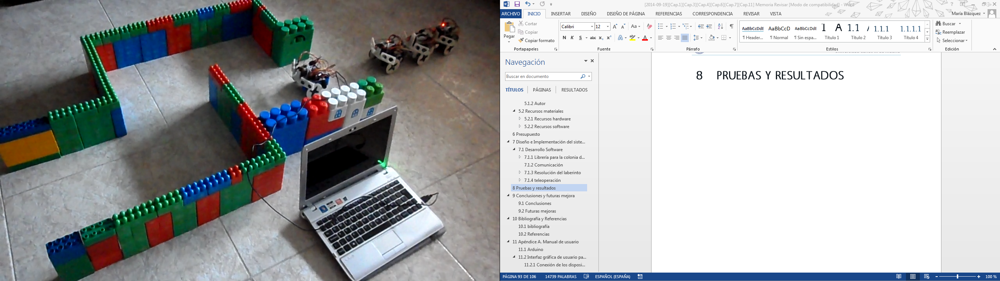 [2014-09-19][Cap.1][Cap.3][Cap.4][Cap.6][Cap.7][Cap.11] Memoria Revisar [Modo de compatibilidad] - Word
ARCHIVO INICIO INSERTAR DISEÑO DISEÑO DE PÁGINA REFERENCIAS CORRESPONDENCIA REVISAR VISTA María Blázquez
Pegar
Cortar
Copiar
Copiar formato
Portapapeles
Calibri 12
N K S abc x₂ x²
Fuente
Párrafo
AaBbCcDdE AaBbCcD AaBbCcDdE 1 A 1.1 1.1.1 1.1.1.1
¶ Header... ¶ Normal ¶ Sin espa... Título 1 Título 2 Título 3 Título 4
Estilos
Buscar
Reemplazar
Seleccionar
Edición
Navegación
Buscar en documento
TÍTULOS PÁGINAS RESULTADOS
5.1.2 Autor
5.2 Recursos materiales
5.2.1 Recursos hardware
5.2.2 Recursos software
6 Presupuesto
7 Diseño e Implementación del siste...
7.1 Desarrollo Software
7.1.1 Librería para la colonia d...
7.1.2 Comunicación
7.1.3 Resolución del laberinto
7.1.4 teleoperación
8 Pruebas y resultados
9 Conclusiones y futuras mejora
9.1 Conclusiones
9.2 Futuras mejoras
10 Bibliografía y Referencias
10.1 bibliografía
10.2 Referencias
11 Apéndice A. Manual de usuario
11.1 Arduino
11.2 Interfaz gráfica de usuario pa...
11.2.1 Conexión de los disposi...
8 PRUEBAS Y RESULTADOS
PÁGINA 93 DE 106 14739 PALABRAS ESPAÑOL (ESPAÑA) 100 %